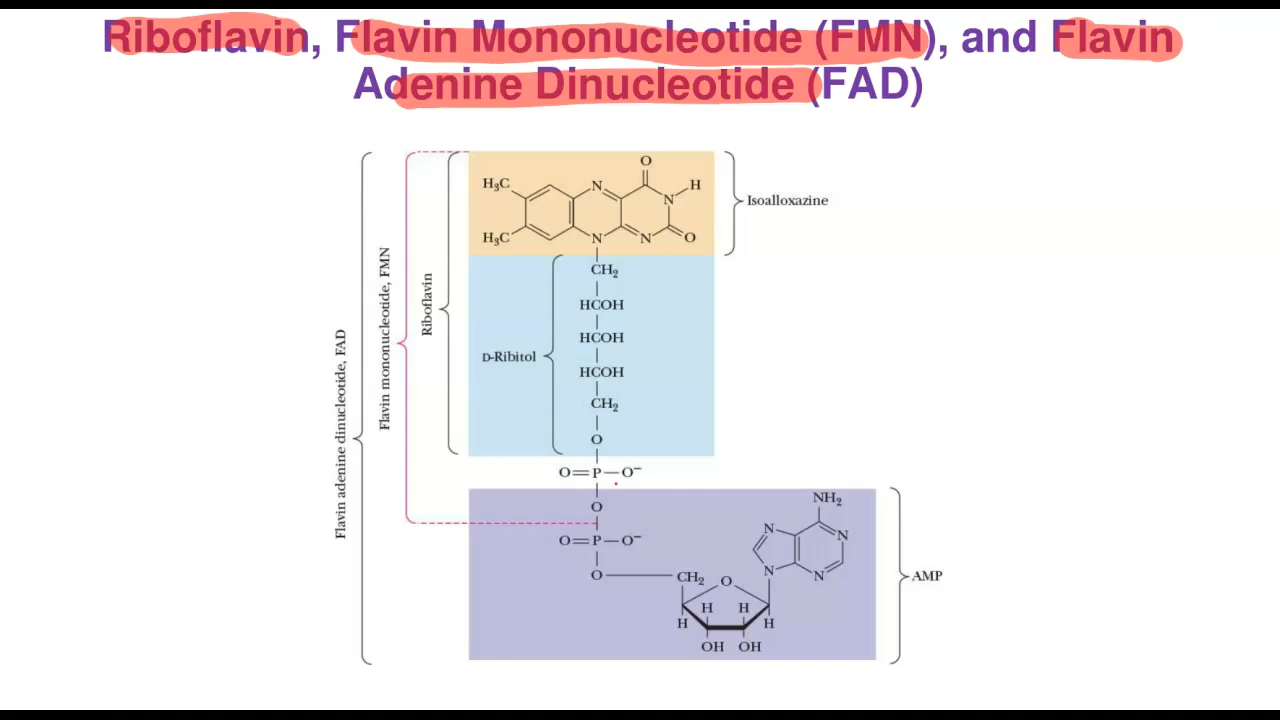 Riboflavin, Flavin Mononucleotide (FMN), and Flavin
Adenine Dinucleotide (FAD)
Flavin adenine dinucleotide, FAD
Flavin mononucleotide, FMN
Riboflavin
O
H₃C
N
H
N
H₃C
N
N
O
Isoalloxazine
CH₂
HCOH
HCOH
D-Ribitol
HCOH
CH₂
O
O=P—O⁻
O
O=P—O⁻
O
CH₂
O
NH₂
N
N
N
N
H
H
H
H
OH
OH
AMP